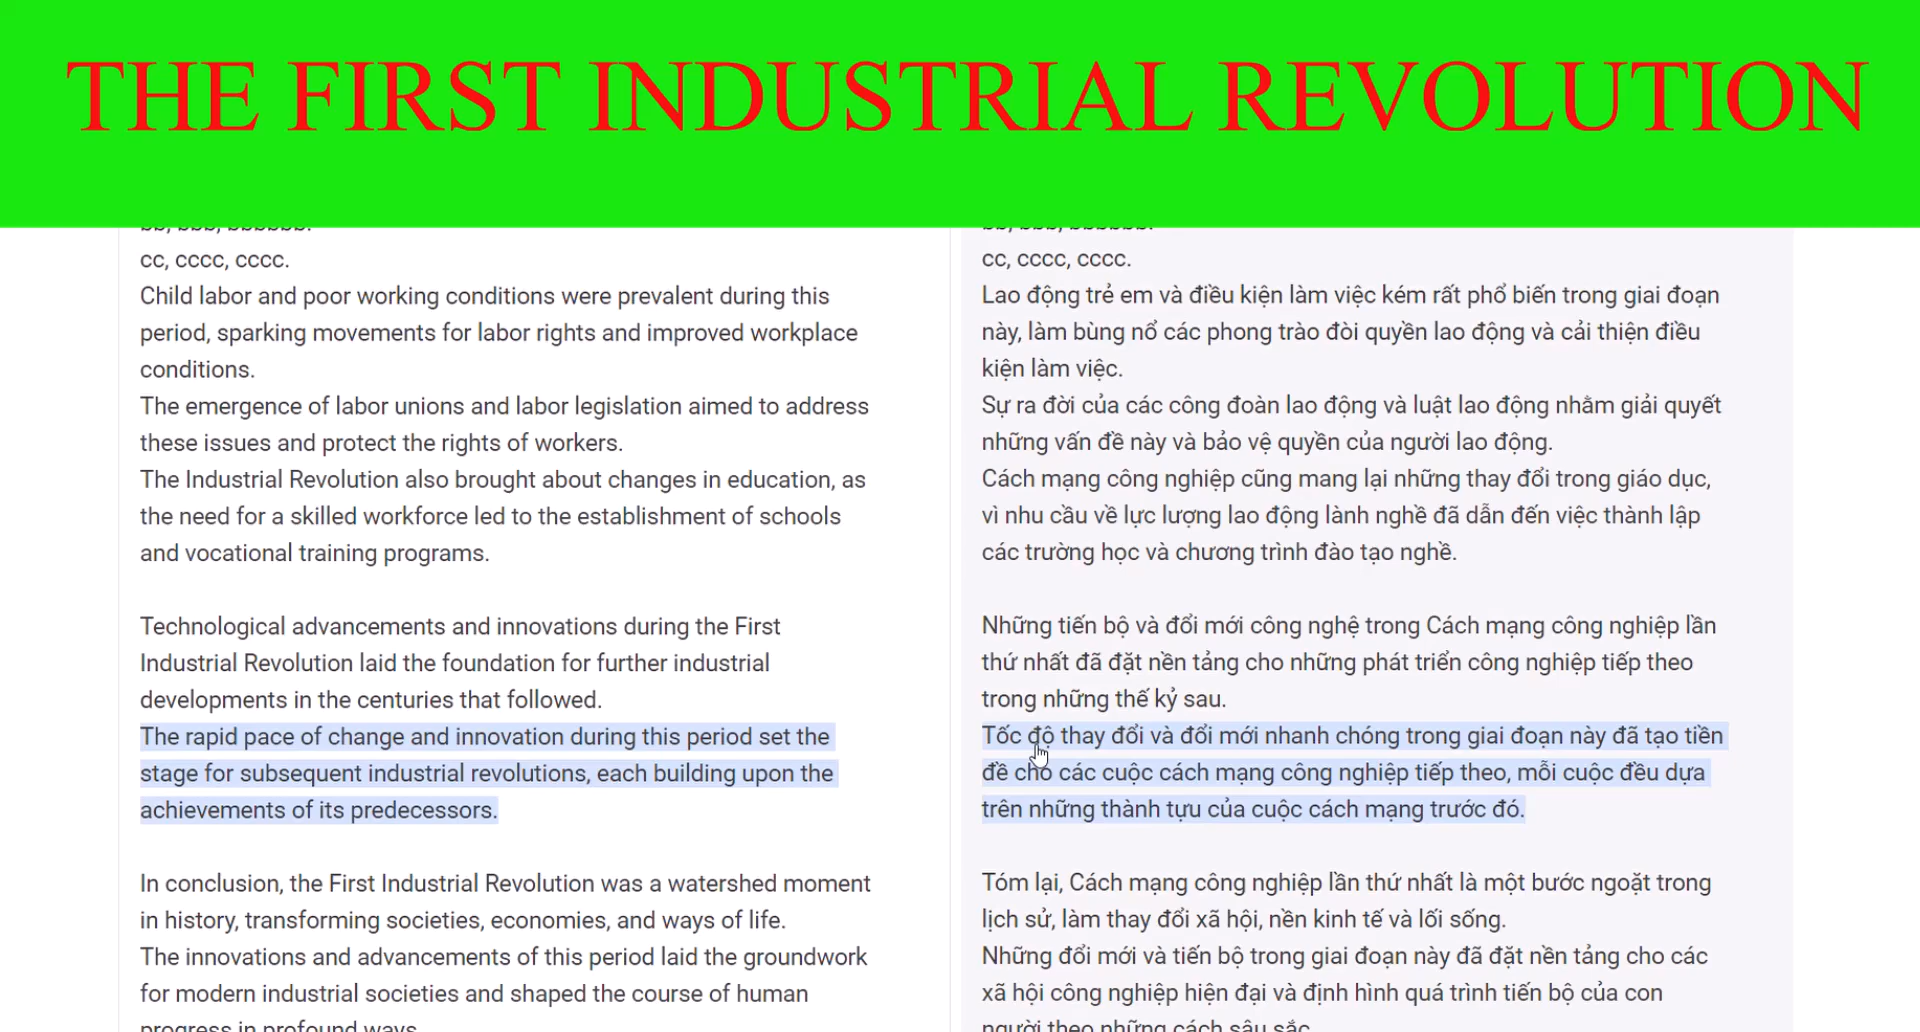 THE FIRST INDUSTRIAL REVOLUTION
cc, cccc, cccc.
Child labor and poor working conditions were prevalent during this
period, sparking movements for labor rights and improved workplace
conditions.
The emergence of labor unions and labor legislation aimed to address
these issues and protect the rights of workers.
The Industrial Revolution also brought about changes in education, as
the need for a skilled workforce led to the establishment of schools
and vocational training programs.
Technological advancements and innovations during the First
Industrial Revolution laid the foundation for further industrial
developments in the centuries that followed.
The rapid pace of change and innovation during this period set the
stage for subsequent industrial revolutions, each building upon the
achievements of its predecessors.
In conclusion, the First Industrial Revolution was a watershed moment
in history, transforming societies, economies, and ways of life.
The innovations and advancements of this period laid the groundwork
for modern industrial societies and shaped the course of human
progress in profound ways.
cc, cccc, cccc.
Lao động trẻ em và điều kiện làm việc kém rất phổ biến trong giai đoạn
này, làm bùng nổ các phong trào đòi quyền lao động và cải thiện điều
kiện làm việc.
Sự ra đời của các công đoàn lao động và luật lao động nhằm giải quyết
những vấn đề này và bảo vệ quyền của người lao động.
Cách mạng công nghiệp cũng mang lại những thay đổi trong giáo dục,
vì nhu cầu về lực lượng lao động lành nghề đã dẫn đến việc thành lập
các trường học và chương trình đào tạo nghề.
Những tiến bộ và đổi mới công nghệ trong Cách mạng công nghiệp lần
thứ nhất đã đặt nền tảng cho những phát triển công nghiệp tiếp theo
trong những thế kỷ sau.
Tốc độ thay đổi và đổi mới nhanh chóng trong giai đoạn này đã tạo tiền
đề cho các cuộc cách mạng công nghiệp tiếp theo, mỗi cuộc đều dựa
trên những thành tựu của cuộc cách mạng trước đó.
Tóm lại, Cách mạng công nghiệp lần thứ nhất là một bước ngoặt trong
lịch sử, làm thay đổi xã hội, nền kinh tế và lối sống.
Những đổi mới và tiến bộ trong giai đoạn này đã đặt nền tảng cho các
xã hội công nghiệp hiện đại và định hình quá trình tiến bộ của con
người theo những cách sâu sắc.